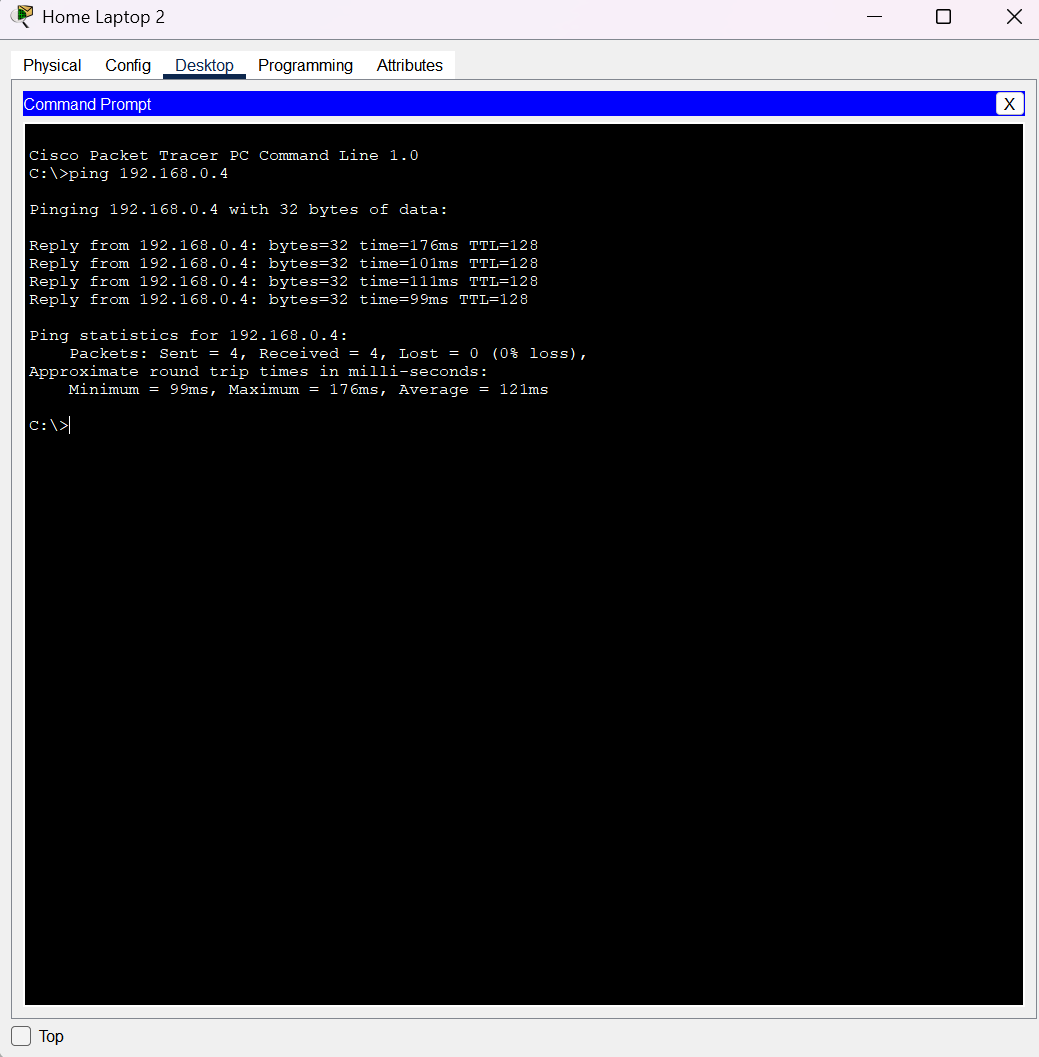 Home Laptop 2
Physical Config Desktop Programming Attributes
Command Prompt X
Cisco Packet Tracer PC Command Line 1.0
C:\>ping 192.168.0.4
Pinging 192.168.0.4 with 32 bytes of data:
Reply from 192.168.0.4: bytes=32 time=176ms TTL=128
Reply from 192.168.0.4: bytes=32 time=101ms TTL=128
Reply from 192.168.0.4: bytes=32 time=111ms TTL=128
Reply from 192.168.0.4: bytes=32 time=99ms TTL=128
Ping statistics for 192.168.0.4:
    Packets: Sent = 4, Received = 4, Lost = 0 (0% loss),
Approximate round trip times in milli-seconds:
    Minimum = 99ms, Maximum = 176ms, Average = 121ms
C:\>
Top